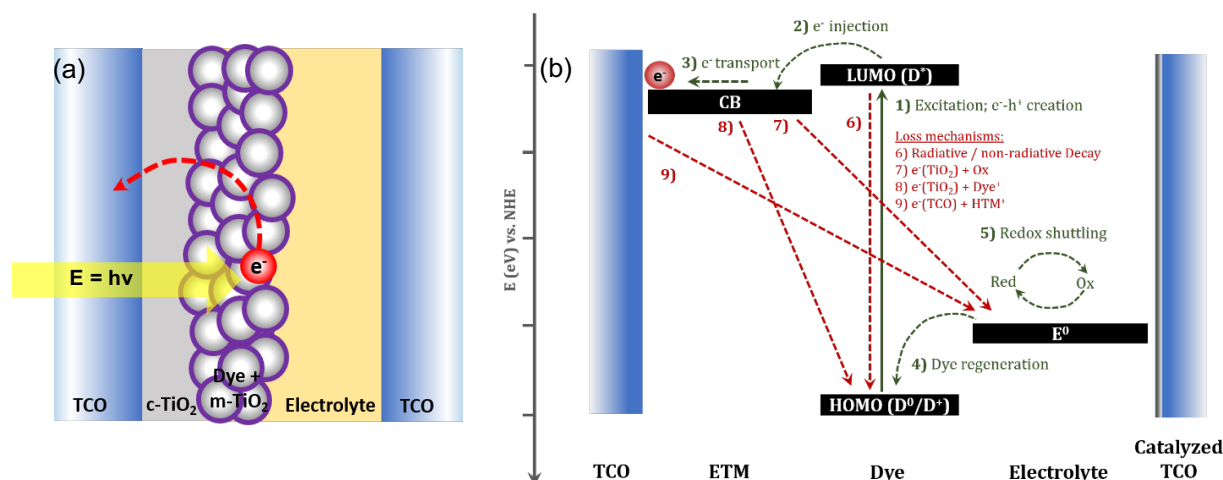 (a)
e⁻
E = hν
Dye +
m-TiO₂
TCO
c-TiO₂
Electrolyte
TCO
E (eV) vs. NHE
(b)
2) e⁻ injection
3) e⁻ transport
e⁻
LUMO (D*)
CB
1) Excitation; e⁻-h⁺ creation
8)
7)
6)
9)
Loss mechanisms:
6) Radiative / non-radiative Decay
7) e⁻(TiO₂) + Ox
8) e⁻(TiO₂) + Dye⁺
9) e⁻(TCO) + HTM⁺
5) Redox shuttling
Red
Ox
E⁰
4) Dye regeneration
HOMO (D⁰/D⁺)
TCO
ETM
Dye
Electrolyte
Catalyzed
TCO